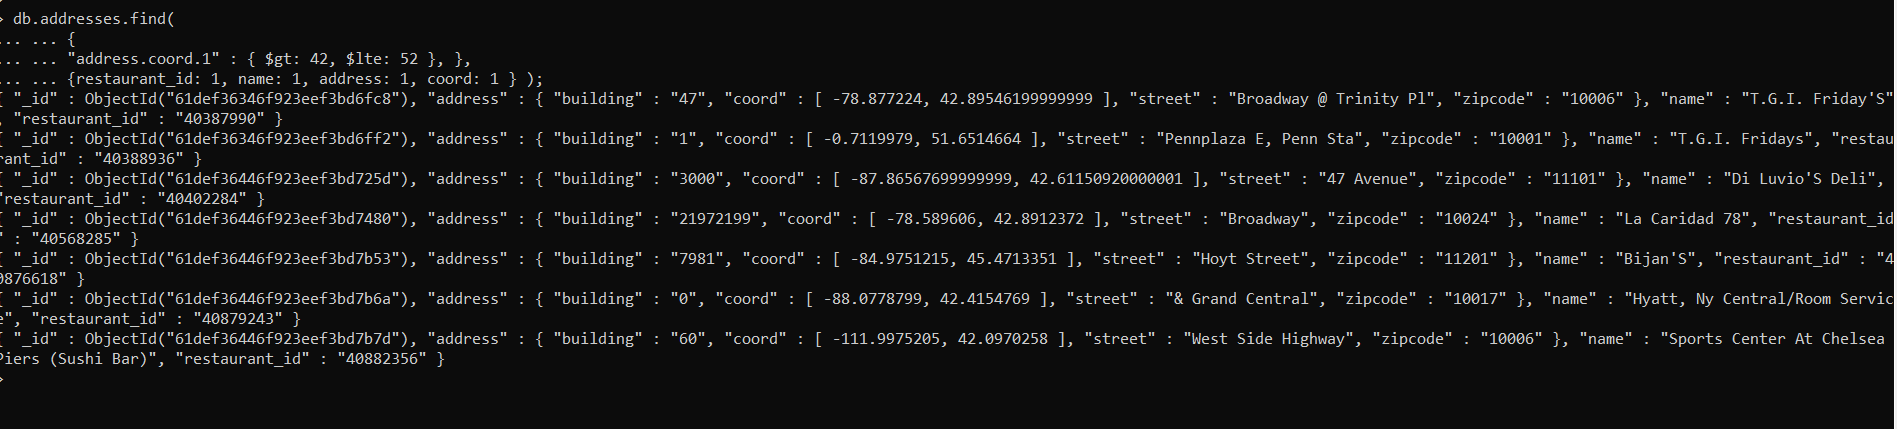 > db.addresses.find(
... ... {
... ... "address.coord.1" : { $gt: 42, $lte: 52 }, },
... ... {restaurant_id: 1, name: 1, address: 1, coord: 1 } );
{ "_id" : ObjectId("61def36346f923eef3bd6fc8"), "address" : { "building" : "47", "coord" : [ -78.877224, 42.89546199999999 ], "street" : "Broadway @ Trinity Pl", "zipcode" : "10006" }, "name" : "T.G.I. Friday'S"
, "restaurant_id" : "40387990" }
{ "_id" : ObjectId("61def36346f923eef3bd6ff2"), "address" : { "building" : "1", "coord" : [ -0.7119979, 51.6514664 ], "street" : "Pennplaza E, Penn Sta", "zipcode" : "10001" }, "name" : "T.G.I. Fridays", "restau
rant_id" : "40388936" }
{ "_id" : ObjectId("61def36446f923eef3bd725d"), "address" : { "building" : "3000", "coord" : [ -87.86567699999999, 42.61150920000001 ], "street" : "47 Avenue", "zipcode" : "11101" }, "name" : "Di Luvio'S Deli",
"restaurant_id" : "40402284" }
{ "_id" : ObjectId("61def36446f923eef3bd7480"), "address" : { "building" : "21972199", "coord" : [ -78.589606, 42.8912372 ], "street" : "Broadway", "zipcode" : "10024" }, "name" : "La Caridad 78", "restaurant_id
" : "40568285" }
{ "_id" : ObjectId("61def36446f923eef3bd7b53"), "address" : { "building" : "7981", "coord" : [ -84.9751215, 45.4713351 ], "street" : "Hoyt Street", "zipcode" : "11201" }, "name" : "Bijan'S", "restaurant_id" : "4
0876618" }
{ "_id" : ObjectId("61def36446f923eef3bd7b6a"), "address" : { "building" : "0", "coord" : [ -88.0778799, 42.4154769 ], "street" : "& Grand Central", "zipcode" : "10017" }, "name" : "Hyatt, Ny Central/Room Servic
e", "restaurant_id" : "40879243" }
{ "_id" : ObjectId("61def36446f923eef3bd7b7d"), "address" : { "building" : "60", "coord" : [ -111.9975205, 42.0970258 ], "street" : "West Side Highway", "zipcode" : "10006" }, "name" : "Sports Center At Chelsea
Piers (Sushi Bar)", "restaurant_id" : "40882356" }
>